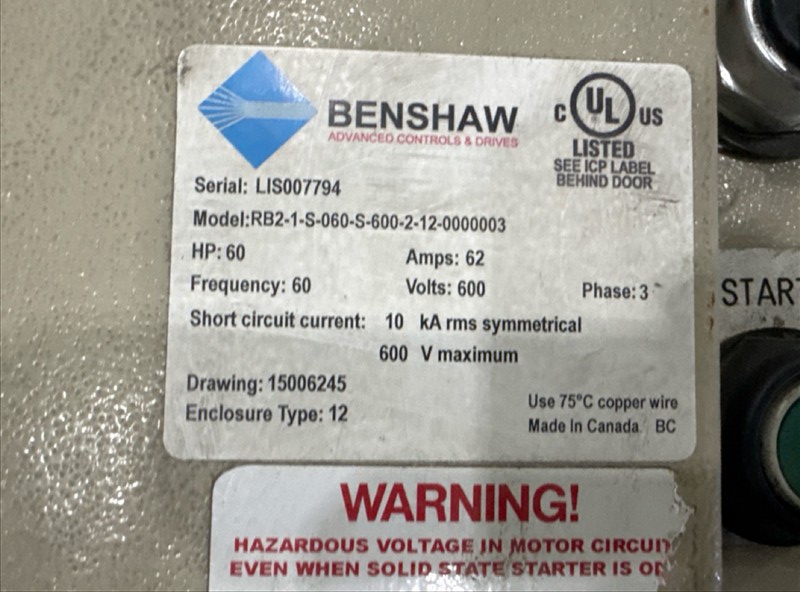 BENSHAW
ADVANCED CONTROLS & DRIVES
C UL US
LISTED
SEE ICP LABEL
BEHIND DOOR
Serial: LIS007794
Model:RB2-1-S-060-S-600-2-12-0000003
HP: 60 Amps: 62
Frequency: 60 Volts: 600 Phase: 3
Short circuit current: 10 kA rms symmetrical
600 V maximum
Drawing: 15006245
Enclosure Type: 12
Use 75°C copper wire
Made In Canada BC
START
WARNING!
HAZARDOUS VOLTAGE IN MOTOR CIRCUIT
EVEN WHEN SOLID STATE STARTER IS